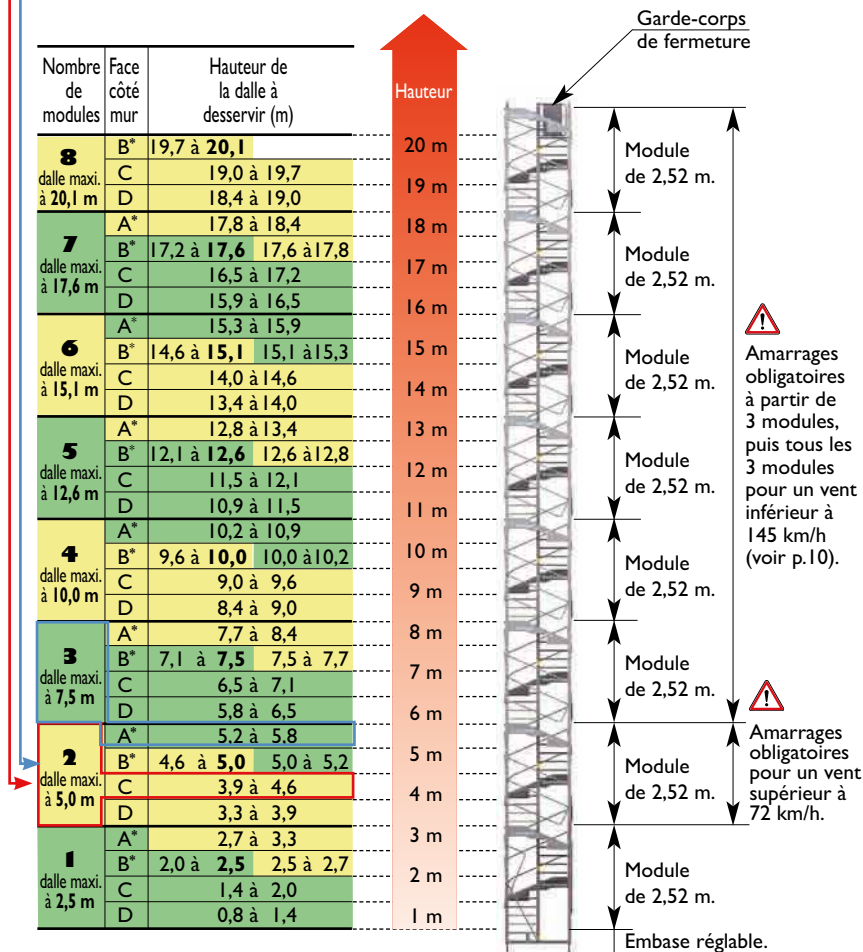 Nombre de modules Face côté mur Hauteur de la dalle à desservir (m)
8 dalle maxi. à 20,1 m
B* 19,7 à 20,1
C 19,0 à 19,7
D 18,4 à 19,0
7 dalle maxi. à 17,6 m
A* 17,8 à 18,4
B* 17,2 à 17,6 17,6 à 17,8
C 16,5 à 17,2
D 15,9 à 16,5
6 dalle maxi. à 15,1 m
A* 15,3 à 15,9
B* 14,6 à 15,1 15,1 à 15,3
C 14,0 à 14,6
D 13,4 à 14,0
5 dalle maxi. à 12,6 m
A* 12,8 à 13,4
B* 12,1 à 12,6 12,6 à 12,8
C 11,5 à 12,1
D 10,9 à 11,5
4 dalle maxi. à 10,0 m
A* 10,2 à 10,9
B* 9,6 à 10,0 10,0 à 10,2
C 9,0 à 9,6
D 8,4 à 9,0
3 dalle maxi. à 7,5 m
A* 7,7 à 8,4
B* 7,1 à 7,5 7,5 à 7,7
C 6,5 à 7,1
D 5,8 à 6,5
2 dalle maxi. à 5,0 m
A* 5,2 à 5,8
B* 4,6 à 5,0 5,0 à 5,2
C 3,9 à 4,6
D 3,3 à 3,9
1 dalle maxi. à 2,5 m
A* 2,7 à 3,3
B* 2,0 à 2,5 2,5 à 2,7
C 1,4 à 2,0
D 0,8 à 1,4
Hauteur
20 m
19 m
18 m
17 m
16 m
15 m
14 m
13 m
12 m
11 m
10 m
9 m
8 m
7 m
6 m
5 m
4 m
3 m
2 m
1 m
Garde-corps
de fermeture
Module
de 2,52 m.
Module
de 2,52 m.
Module
de 2,52 m.
Module
de 2,52 m.
Module
de 2,52 m.
Module
de 2,52 m.
Module
de 2,52 m.
Module
de 2,52 m.
Embase réglable.
Amarrages
obligatoires
à partir de
3 modules,
puis tous les
3 modules
pour un vent
inférieur à
145 km/h
(voir p.10).
Amarrages
obligatoires
pour un vent
supérieur à
72 km/h.